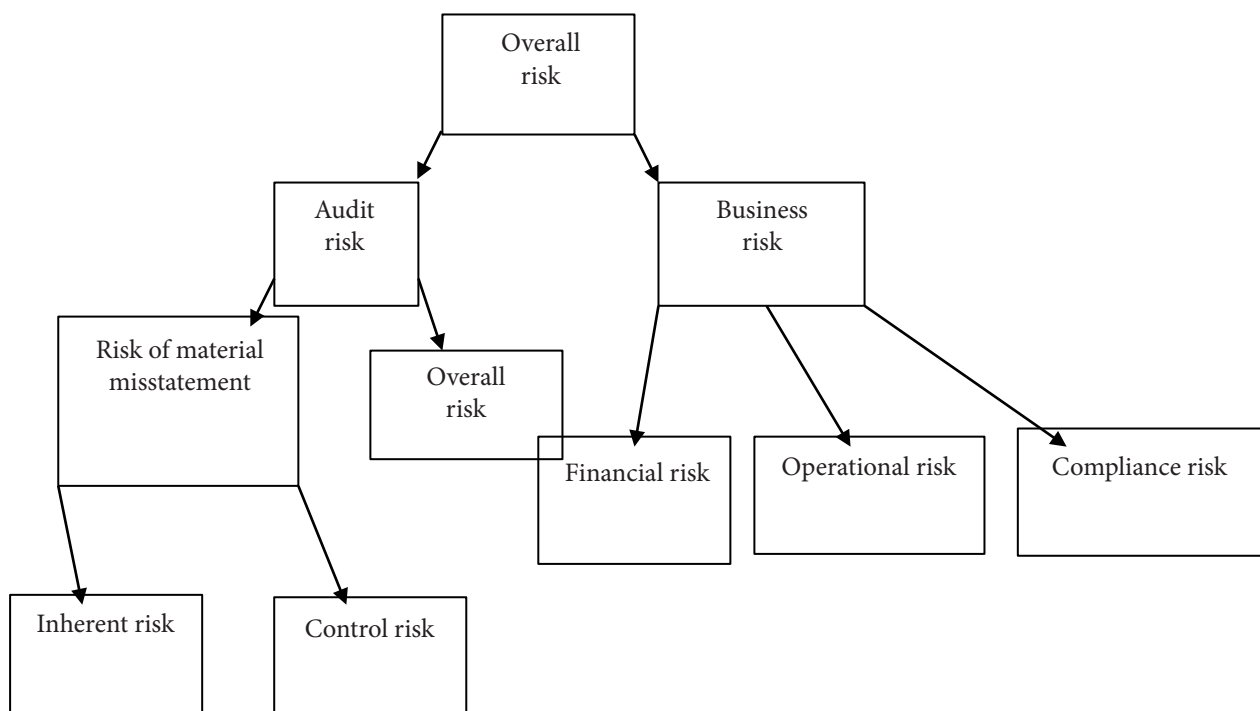 Overall
risk
Audit
risk
Business
risk
Risk of material
misstatement
Overall
risk
Financial risk
Operational risk
Compliance risk
Inherent risk
Control risk